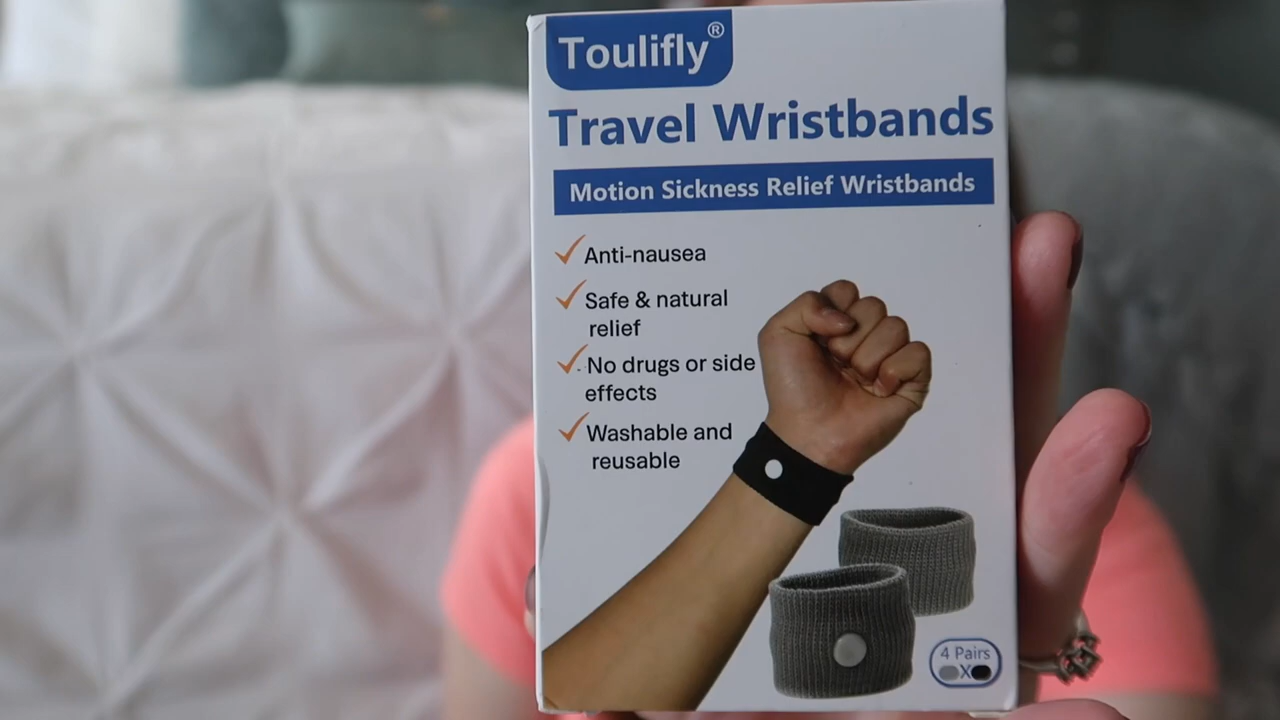 Toulifly®
Travel Wristbands
Motion Sickness Relief Wristbands
Anti-nausea
Safe & natural
relief
No drugs or side
effects
Washable and
reusable
4 Pairs
X